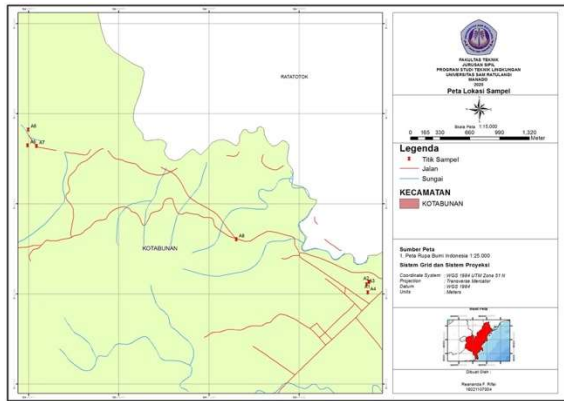 RATATOTOK
KOTABUNAN
A7
A8
A4
FAKULTAS TEKNIK
JURUSAN SIPIL
PROGRAM STUDI TEKNIK LINGKUNGAN
UNIVERSITAS SAM RATULANGI
MANADO
2020
Peta Lokasi Sampel
Skala Peta 1:15.000
0 165 330 660 990 1,320
Meter
Legenda
Titik Sampel
Jalan
Sungai
KECAMATAN
KOTABUNAN
Sumber Peta
1. Peta Rupa Bumi Indonesia 1:25.000
Sistem Grid dan Sistem Proyeksi
Coordinate System : WGS 1984 UTM Zona 51 N
Projection : Transverse Mercator
Datum : WGS 1984
Units : Meters
Dibuat Oleh :